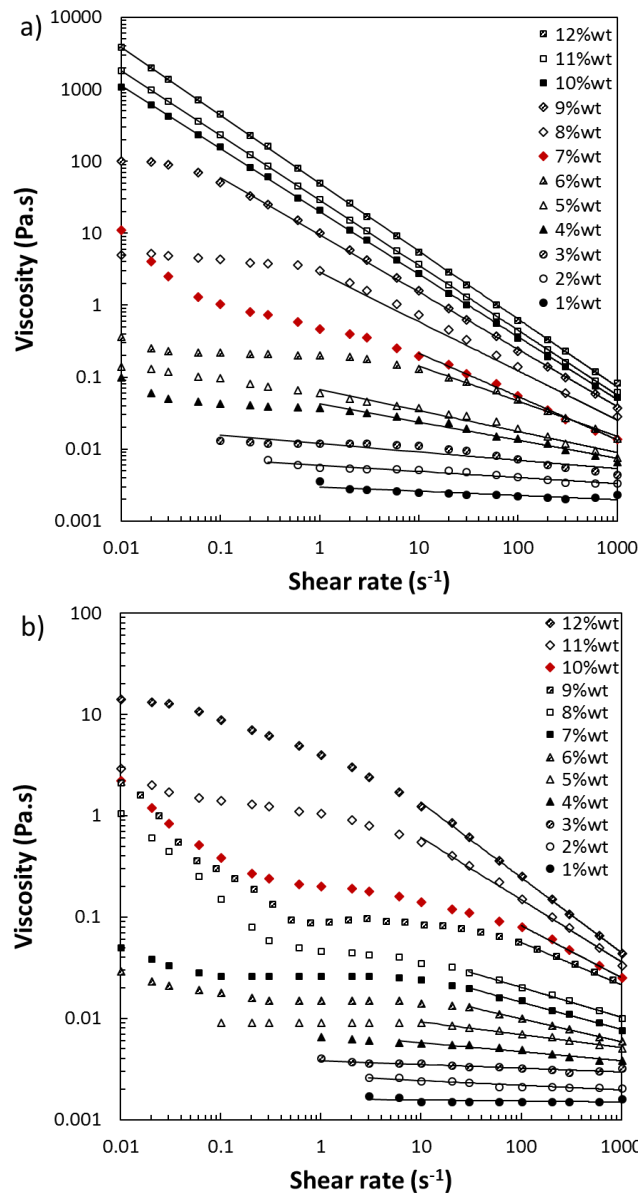 a)
10000
1000
100
10
1
0.1
0.01
0.001
Viscosity (Pa.s)
12%wt
11%wt
10%wt
9%wt
8%wt
7%wt
6%wt
5%wt
4%wt
3%wt
2%wt
1%wt
0.01 0.1 1 10 100 1000
Shear rate (s⁻¹)
b)
100
10
1
0.1
0.01
0.001
Viscosity (Pa.s)
12%wt
11%wt
10%wt
9%wt
8%wt
7%wt
6%wt
5%wt
4%wt
3%wt
2%wt
1%wt
0.01 0.1 1 10 100 1000
Shear rate (s⁻¹)